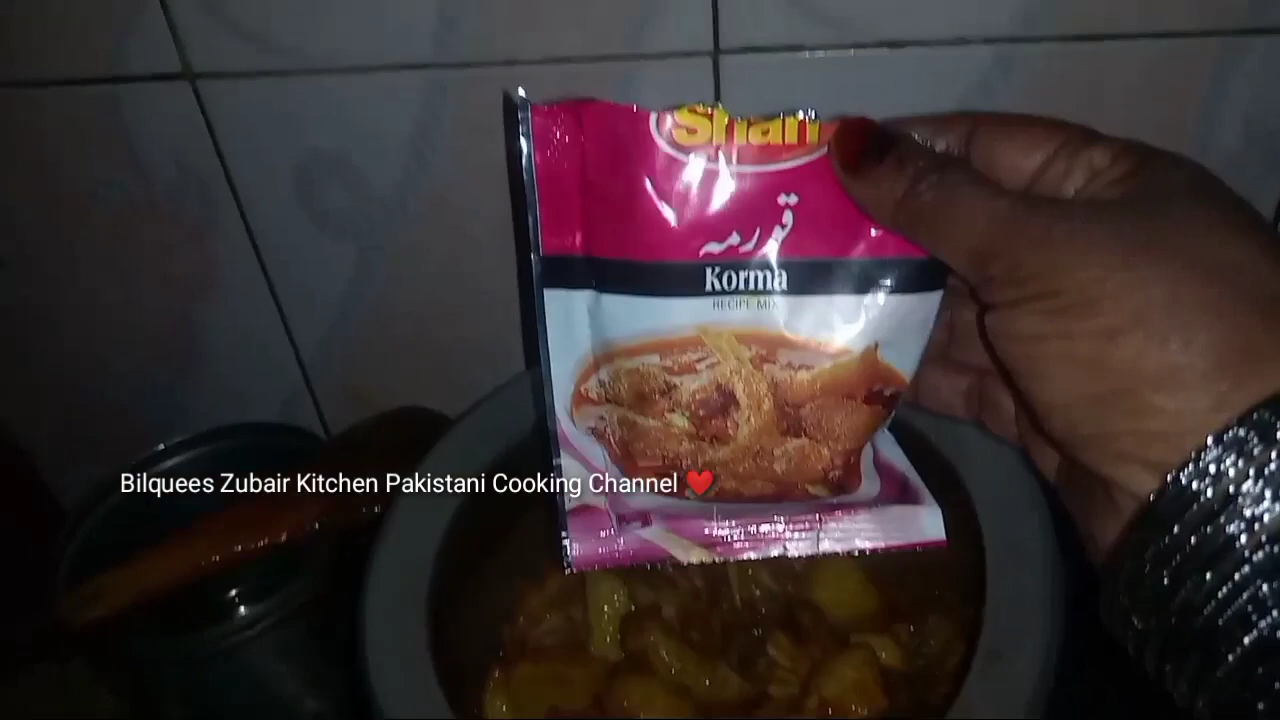 Shan
قورمہ
Korma
RECIPE MIX
Bilquees Zubair Kitchen Pakistani Cooking Channel ❤️